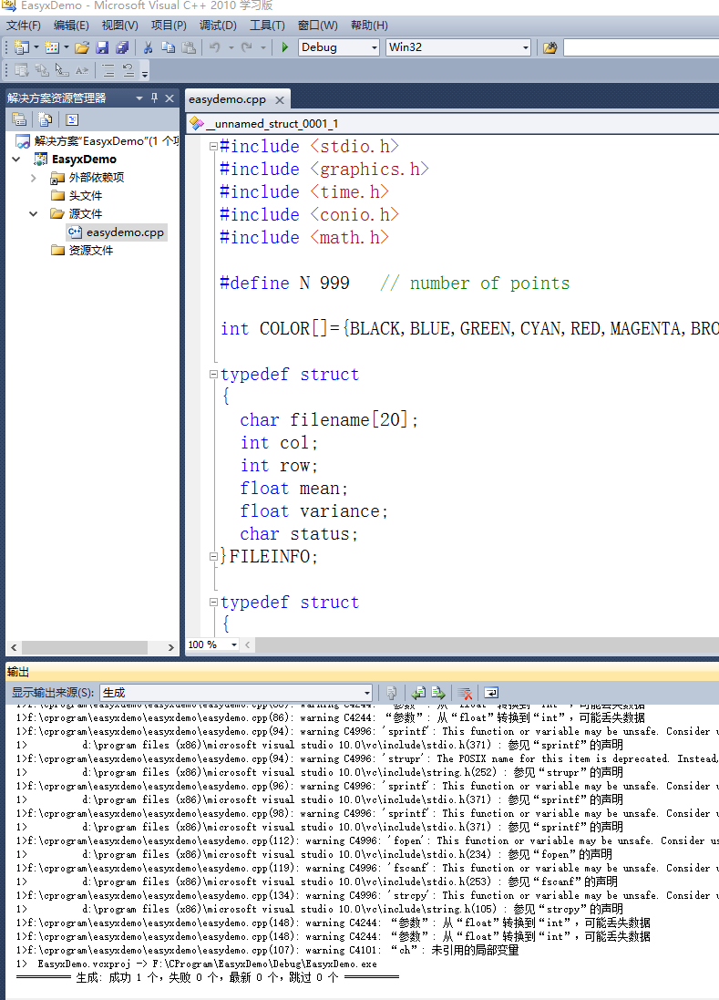 EasyxDemo - Microsoft Visual C++ 2010 学习版
文件(F) 编辑(E) 视图(V) 项目(P) 调试(D) 工具(T) 窗口(W) 帮助(H)
Debug Win32
解决方案资源管理器
解决方案"EasyxDemo"(1 个项
EasyxDemo
外部依赖项
头文件
源文件
easydemo.cpp
资源文件
easydemo.cpp
__unnamed_struct_0001_1
#include <stdio.h>
#include <graphics.h>
#include <time.h>
#include <conio.h>
#include <math.h>
#define N 999 // number of points
int COLOR[]={BLACK,BLUE,GREEN,CYAN,RED,MAGENTA,BRO
typedef struct
{
char filename[20];
int col;
int row;
float mean;
float variance;
char status;
}FILEINFO;
typedef struct
{
100 %
输出
显示输出来源(S): 生成
1>f:\cprogram\easyxdemo\easyxdemo\easydemo.cpp(86): warning C4244: “参数”: 从“float”转换到“int”，可能丢失数据
1>f:\cprogram\easyxdemo\easyxdemo\easydemo.cpp(86): warning C4244: “参数”: 从“float”转换到“int”，可能丢失数据
1>f:\cprogram\easyxdemo\easyxdemo\easydemo.cpp(94): warning C4996: 'sprintf': This function or variable may be unsafe. Consider u
1> d:\program files (x86)\microsoft visual studio 10.0\vc\include\stdio.h(371) : 参见“sprintf”的声明
1>f:\cprogram\easyxdemo\easyxdemo\easydemo.cpp(94): warning C4996: 'strupr': The POSIX name for this item is deprecated. Instead,
1> d:\program files (x86)\microsoft visual studio 10.0\vc\include\string.h(252) : 参见“strupr”的声明
1>f:\cprogram\easyxdemo\easyxdemo\easydemo.cpp(96): warning C4996: 'sprintf': This function or variable may be unsafe. Consider u
1> d:\program files (x86)\microsoft visual studio 10.0\vc\include\stdio.h(371) : 参见“sprintf”的声明
1>f:\cprogram\easyxdemo\easyxdemo\easydemo.cpp(98): warning C4996: 'sprintf': This function or variable may be unsafe. Consider u
1> d:\program files (x86)\microsoft visual studio 10.0\vc\include\stdio.h(371) : 参见“sprintf”的声明
1>f:\cprogram\easyxdemo\easyxdemo\easydemo.cpp(112): warning C4996: 'fopen': This function or variable may be unsafe. Consider us
1> d:\program files (x86)\microsoft visual studio 10.0\vc\include\stdio.h(234) : 参见“fopen”的声明
1>f:\cprogram\easyxdemo\easyxdemo\easydemo.cpp(119): warning C4996: 'fscanf': This function or variable may be unsafe. Consider u
1> d:\program files (x86)\microsoft visual studio 10.0\vc\include\stdio.h(253) : 参见“fscanf”的声明
1>f:\cprogram\easyxdemo\easyxdemo\easydemo.cpp(134): warning C4996: 'strcpy': This function or variable may be unsafe. Consider u
1> d:\program files (x86)\microsoft visual studio 10.0\vc\include\string.h(105) : 参见“strcpy”的声明
1>f:\cprogram\easyxdemo\easyxdemo\easydemo.cpp(148): warning C4244: “参数”: 从“float”转换到“int”，可能丢失数据
1>f:\cprogram\easyxdemo\easyxdemo\easydemo.cpp(148): warning C4244: “参数”: 从“float”转换到“int”，可能丢失数据
1>f:\cprogram\easyxdemo\easyxdemo\easydemo.cpp(107): warning C4101: “ch”: 未引用的局部变量
1> EasyxDemo.vcxproj -> F:\CProgram\EasyxDemo\Debug\EasyxDemo.exe
========== 生成: 成功 1 个，失败 0 个，最新 0 个，跳过 0 个 ==========